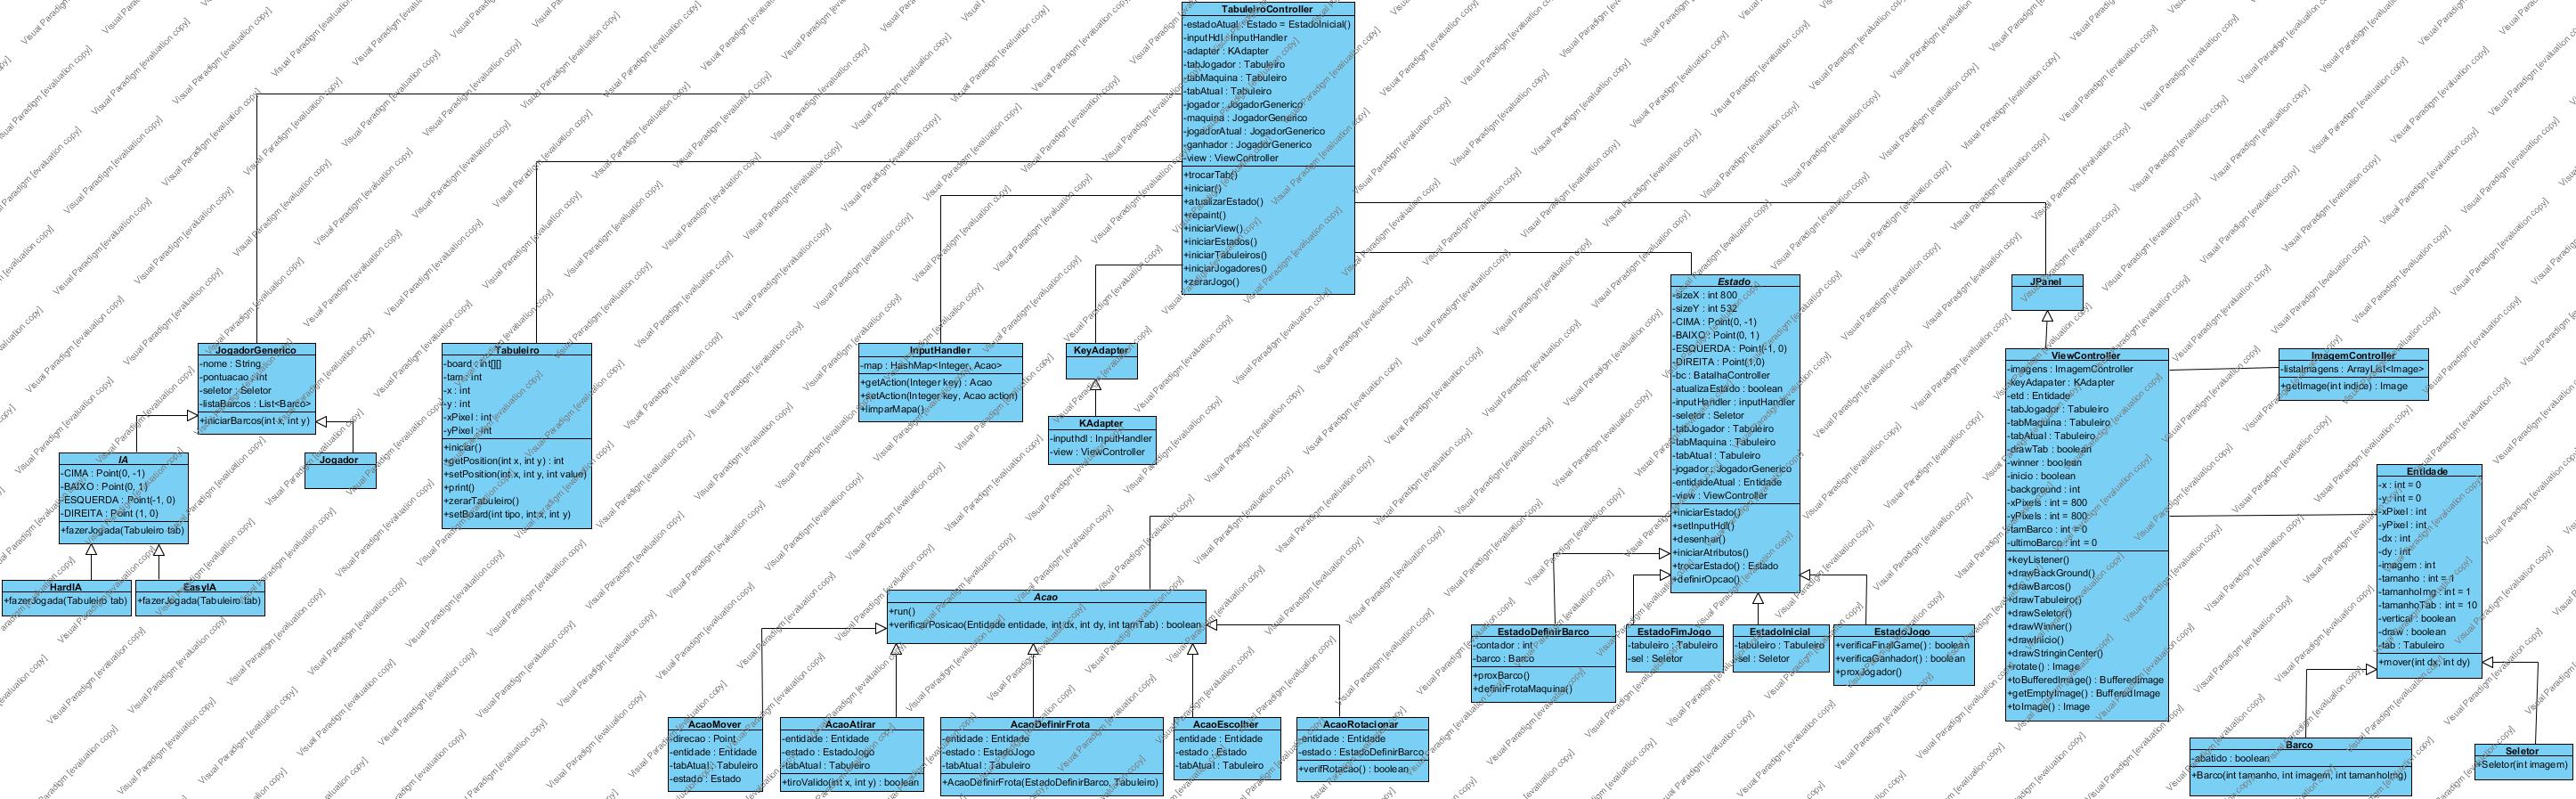 TabuleiroController
-estadoAtual : Estado = EstadoInicial()
-inputHdl : InputHandler
-adapter : KAdapter
-tabJogador : Tabuleiro
-tabMaquina : Tabuleiro
-tabAtual : Tabuleiro
-jogador : JogadorGenerico
-maquina : JogadorGenerico
-jogadorAtual : JogadorGenerico
-ganhador : JogadorGenerico
-view : ViewController
+trocarTab()
+iniciar()
+atualizarEstado()
+repaint()
+iniciarView()
+iniciarEstados()
+iniciarTabuleiros()
+iniciarJogadores()
+zerarJogo()
JogadorGenerico
-nome : String
-pontuacao : int
-seletor : Seletor
-listaBarcos : List<Barco>
+iniciarBarcos(int x, int y)
IA
-CIMA : Point(0, -1)
-BAIXO : Point(0, 1)
-ESQUERDA : Point(-1, 0)
-DIREITA : Point (1, 0)
+fazerJogada(Tabuleiro tab)
Jogador
HardIA
+fazerJogada(Tabuleiro tab)
EasyIA
+fazerJogada(Tabuleiro tab)
Tabuleiro
-board : int[][]
-tam : int
-x : int
-y : int
-xPixel : int
-yPixel : int
+iniciar()
+getPosition(int x, int y) : int
+setPosition(int x, int y, int value)
+print()
+zerarTabuleiro()
+setBoard(int tipo, int x, int y)
InputHandler
-map : HashMap<Integer, Acao>
+getAction(Integer key) : Acao
+setAction(Integer key, Acao action)
+limparMapa()
KeyAdapter
KAdapter
-inputhdl : InputHandler
-view : ViewController
Acao
+run()
+verificarPosicao(Entidade entidade, int dx, int dy, int tamTab) : boolean
AcaoMover
-direcao : Point
-entidade : Entidade
-tabAtual : Tabuleiro
-estado : Estado
AcaoAtirar
-entidade : Entidade
-estado : EstadoJogo
-tabAtual : Tabuleiro
+tiroValido(int x, int y) : boolean
AcaoDefinirFrota
-entidade : Entidade
-estado : EstadoJogo
-tabAtual : Tabuleiro
+AcaoDefinirFrota(EstadoDefinirBarco, Tabuleiro)
AcaoEscolher
-entidade : Entidade
-estado : Estado
-tabAtual : Tabuleiro
AcaoRotacionar
-entidade : Entidade
-estado : EstadoDefinirBarco
+verifRotacao() : boolean
Estado
-sizeX : int 800
-sizeY : int 532
-CIMA : Point(0, -1)
-BAIXO : Point(0, 1)
-ESQUERDA : Point(-1, 0)
-DIREITA : Point(1,0)
-bc : BatalhaController
-atualizaEstado : boolean
-inputHandler : inputHandler
-seletor : Seletor
-tabJogador : Tabuleiro
-tabMaquina : Tabuleiro
-tabAtual : Tabuleiro
-jogador : JogadorGenerico
-entidadeAtual : Entidade
-view : ViewController
+iniciarEstado()
+setInputHdl()
+desenhar()
+iniciarAtributos()
+trocarEstado() : Estado
+definirOpcao()
EstadoDefinirBarco
-contador : int
-barco : Barco
+proxBarco()
+definirFrotaMaquina()
EstadoFimJogo
-tabuleiro : Tabuleiro
-sel : Seletor
EstadoInicial
-tabuleiro : Tabuleiro
-sel : Seletor
EstadoJogo
+verificaFinalGame() : boolean
+verificaGanhador() : boolean
+proxJogador()
JPanel
ViewController
-imagens : ImagemController
-keyAdapater : KAdapter
-etd : Entidade
-tabJogador : Tabuleiro
-tabMaquina : Tabuleiro
-tabAtual : Tabuleiro
-drawTab : boolean
-winner : boolean
-inicio : boolean
-background : int
-xPixels : int = 800
-yPixels : int = 800
-tamBarco : int = 0
-ultimoBarco : int = 0
+keyListener()
+drawBackGround()
+drawBarcos()
+drawTabuleiro()
+drawSeletor()
+drawWinner()
+drawInicio()
+drawStringinCenter()
+rotate() : Image
+toBufferedImage() : BufferedImage
+getEmptyImage() : BufferedImage
+toImage() : Image
ImagemController
-listaImagens : ArrayList<Image>
+getImage(int indice) : Image
Entidade
-x : int = 0
-y : int = 0
-xPixel : int
-yPixel : int
-dx : int
-dy : int
-imagem : int
-tamanho : int = 1
-tamanhoImg : int = 1
-tamanhoTab : int = 10
-vertical : boolean
-draw : boolean
-tab : Tabuleiro
+mover(int dx, int dy)
Barco
-abatido : boolean
+Barco(int tamanho, int imagem, int tamanhoImg)
Seletor
+Seletor(int imagem)
Visual Paradigm [evaluation copy]